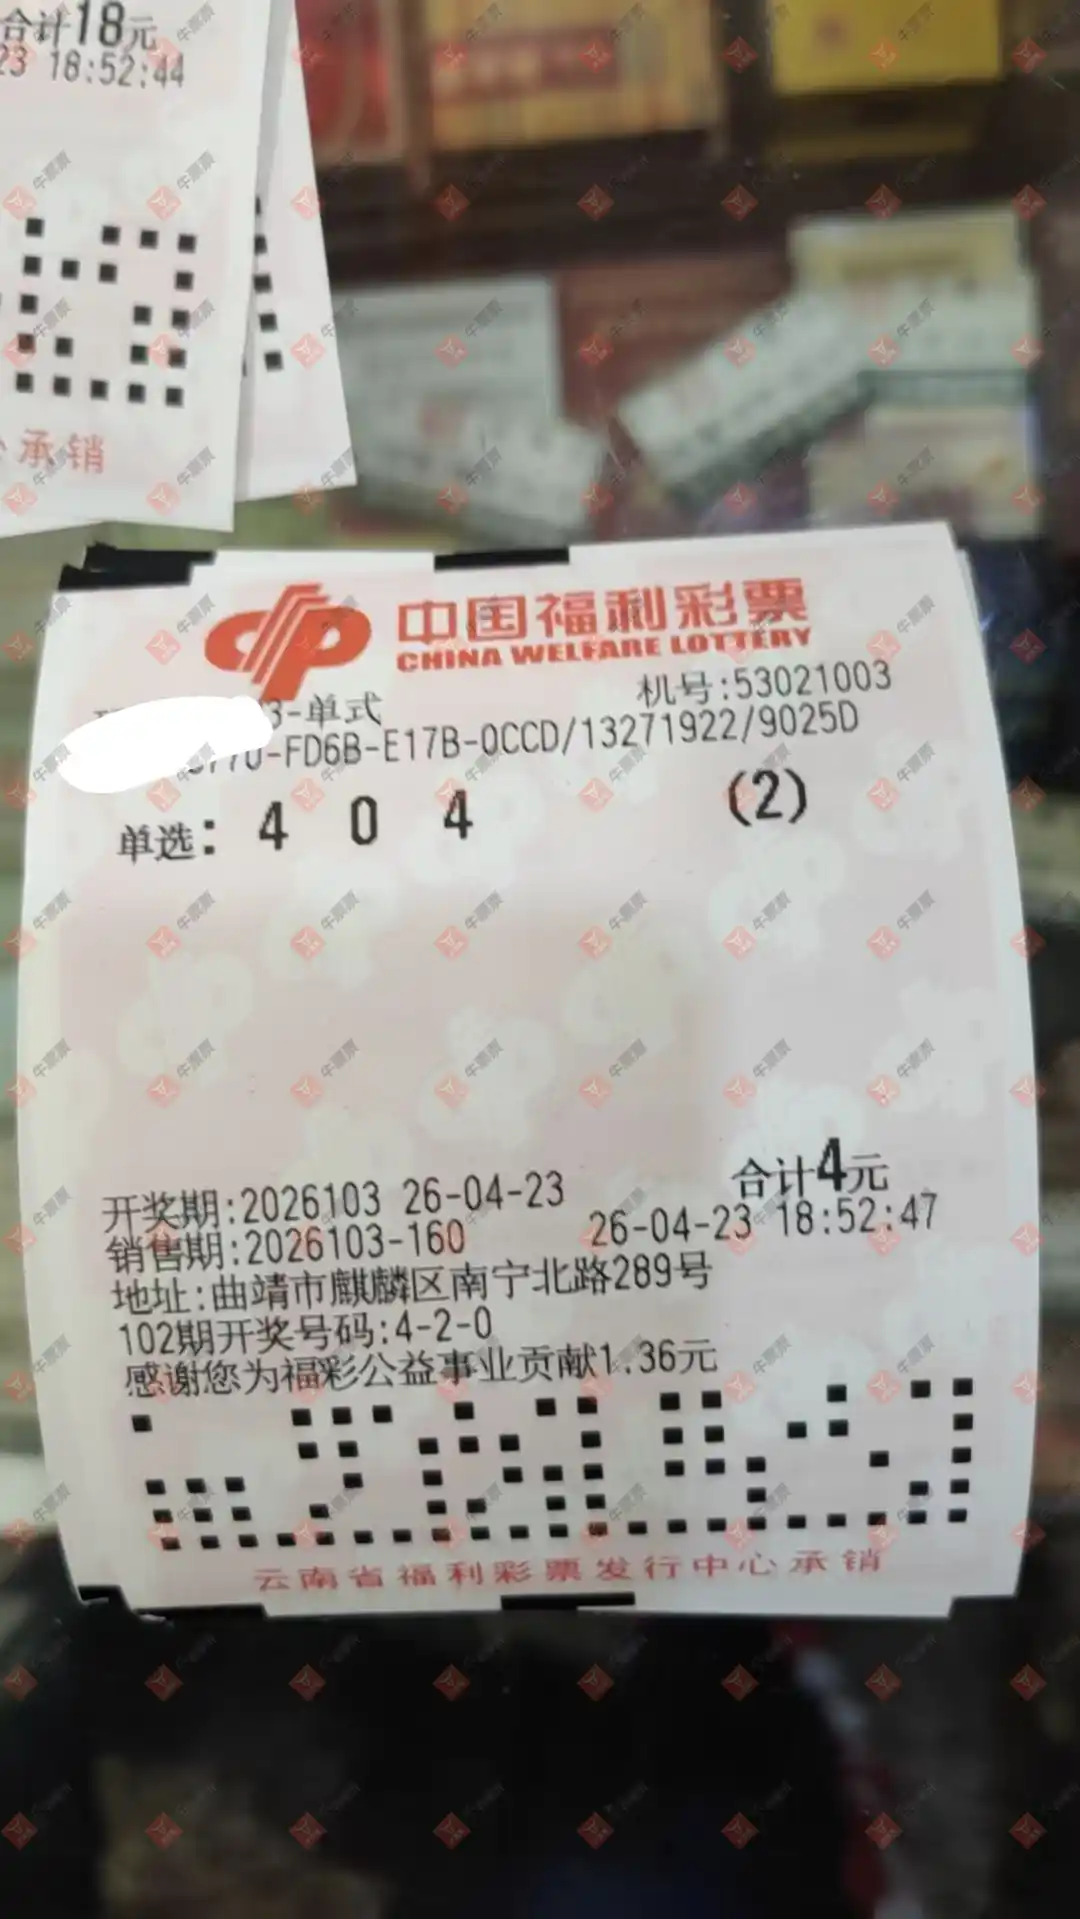 合计18元
23 18:52:44
承销
中国福利彩票
CHINA WELFARE LOTTERY
机号:53021003
3-单式
-FD6B-E17B-0CCD/13271922/9025D
单选: 4 0 4 (2)
合计4元
开奖期:2026103 26-04-23
销售期:2026103-160 26-04-23 18:52:47
地址:曲靖市麒麟区南宁北路289号
102期开奖号码:4-2-0
感谢您为福彩公益事业贡献1.36元
云南省福利彩票发行中心承销